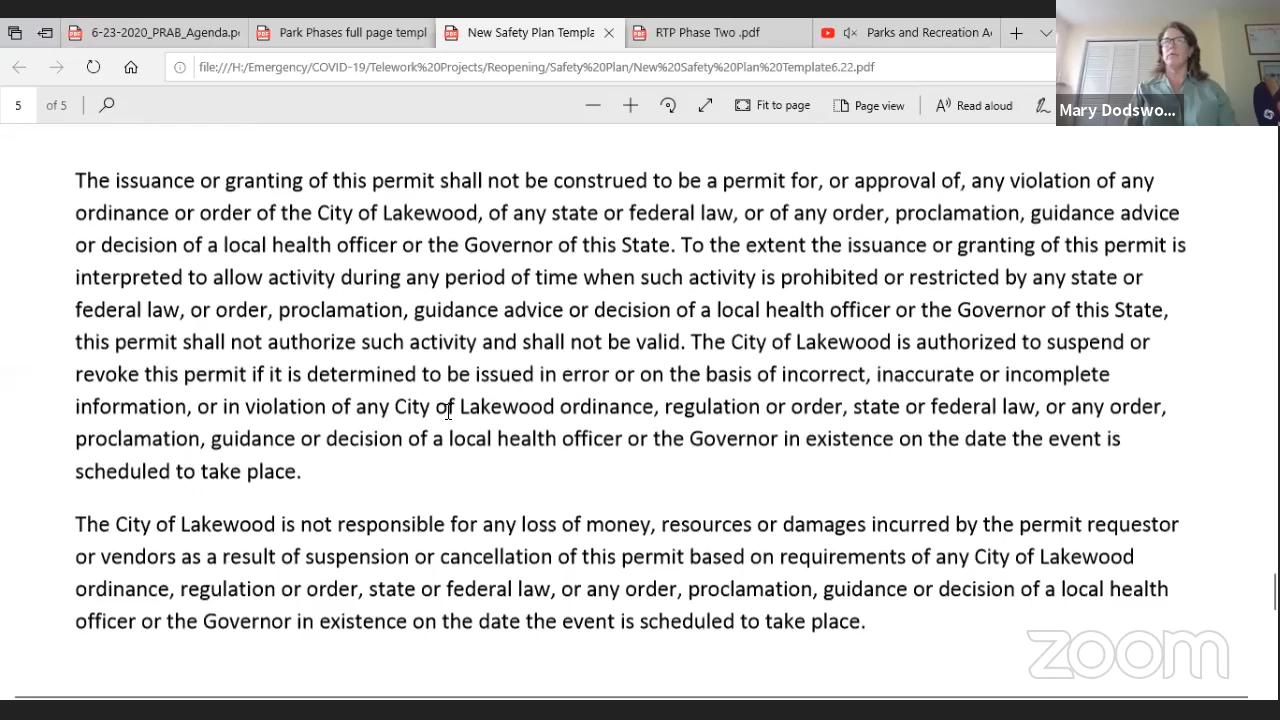 6-23-2020_PRAB_Agenda.p
Park Phases full page templ
New Safety Plan Templa
RTP Phase Two .pdf
Parks and Recreation A
file:///H:/Emergency/COVID-19/Telework%20Projects/Reopening/Safety%20Plan/New%20Safety%20Plan%20Template6.22.pdf
5 of 5
Fit to page
Page view
Read aloud
Mary Dodswo...
The issuance or granting of this permit shall not be construed to be a permit for, or approval of, any violation of any
ordinance or order of the City of Lakewood, of any state or federal law, or of any order, proclamation, guidance advice
or decision of a local health officer or the Governor of this State. To the extent the issuance or granting of this permit is
interpreted to allow activity during any period of time when such activity is prohibited or restricted by any state or
federal law, or order, proclamation, guidance advice or decision of a local health officer or the Governor of this State,
this permit shall not authorize such activity and shall not be valid. The City of Lakewood is authorized to suspend or
revoke this permit if it is determined to be issued in error or on the basis of incorrect, inaccurate or incomplete
information, or in violation of any City of Lakewood ordinance, regulation or order, state or federal law, or any order,
proclamation, guidance or decision of a local health officer or the Governor in existence on the date the event is
scheduled to take place.
The City of Lakewood is not responsible for any loss of money, resources or damages incurred by the permit requestor
or vendors as a result of suspension or cancellation of this permit based on requirements of any City of Lakewood
ordinance, regulation or order, state or federal law, or any order, proclamation, guidance or decision of a local health
officer or the Governor in existence on the date the event is scheduled to take place.
zoom